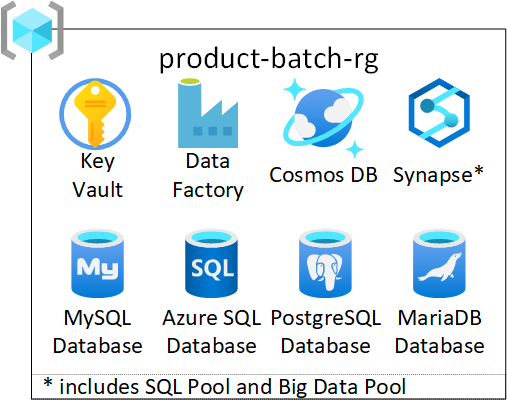 product-batch-rg
Key Vault
Data Factory
Cosmos DB
Synapse*
My
SQL
MySQL Database
Azure SQL Database
PostgreSQL Database
MariaDB Database
* includes SQL Pool and Big Data Pool